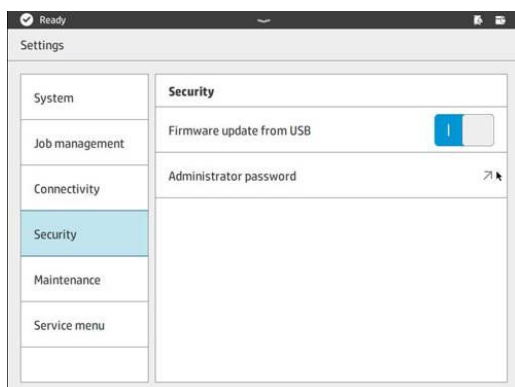 Ready
Settings
System
Job management
Connectivity
Security
Maintenance
Service menu
Security
Firmware update from USB
Administrator password